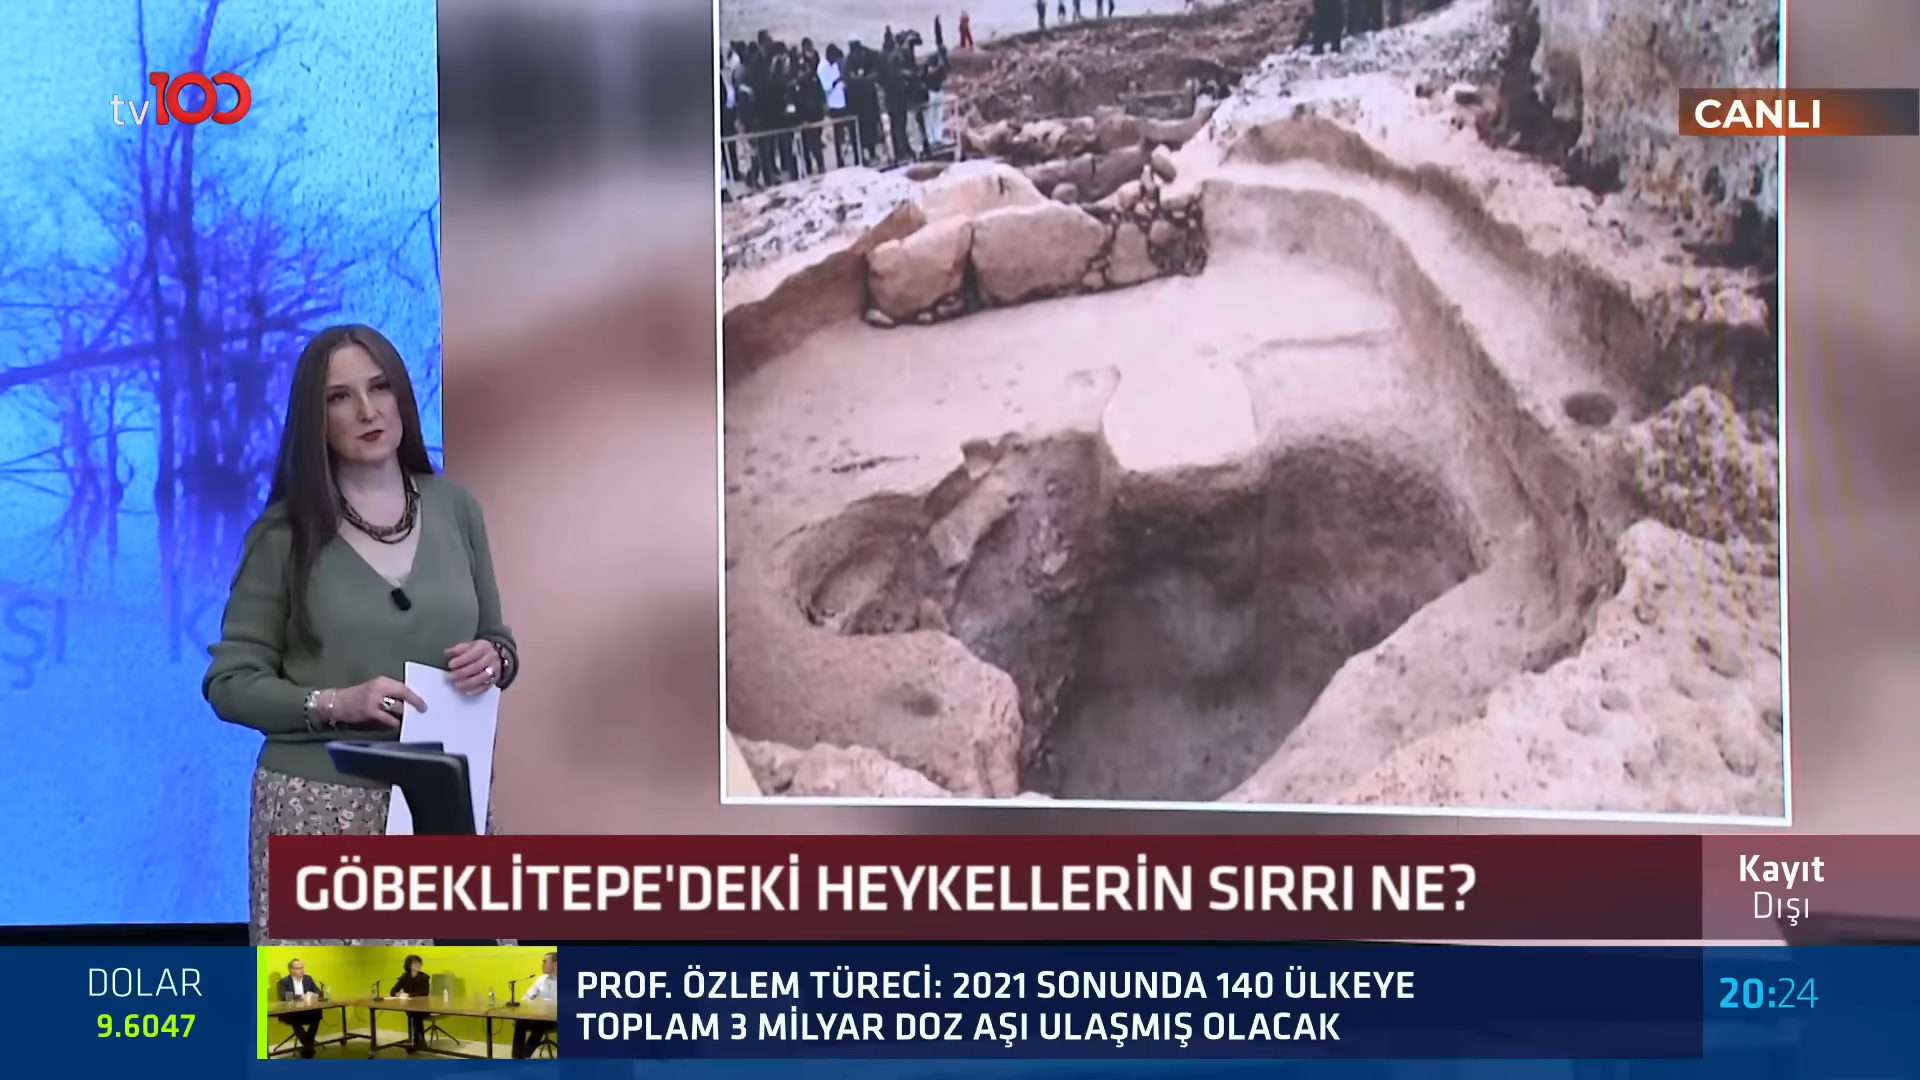 tv100
CANLI
ŞI K
GÖBEKLİTEPE'DEKİ HEYKELLERİN SIRRI NE?
Kayıt
Dışı
DOLAR
9.6047
PROF. ÖZLEM TÜRECİ: 2021 SONUNDA 140 ÜLKEYE
TOPLAM 3 MİLYAR DOZ AŞI ULAŞMIŞ OLACAK
20:24